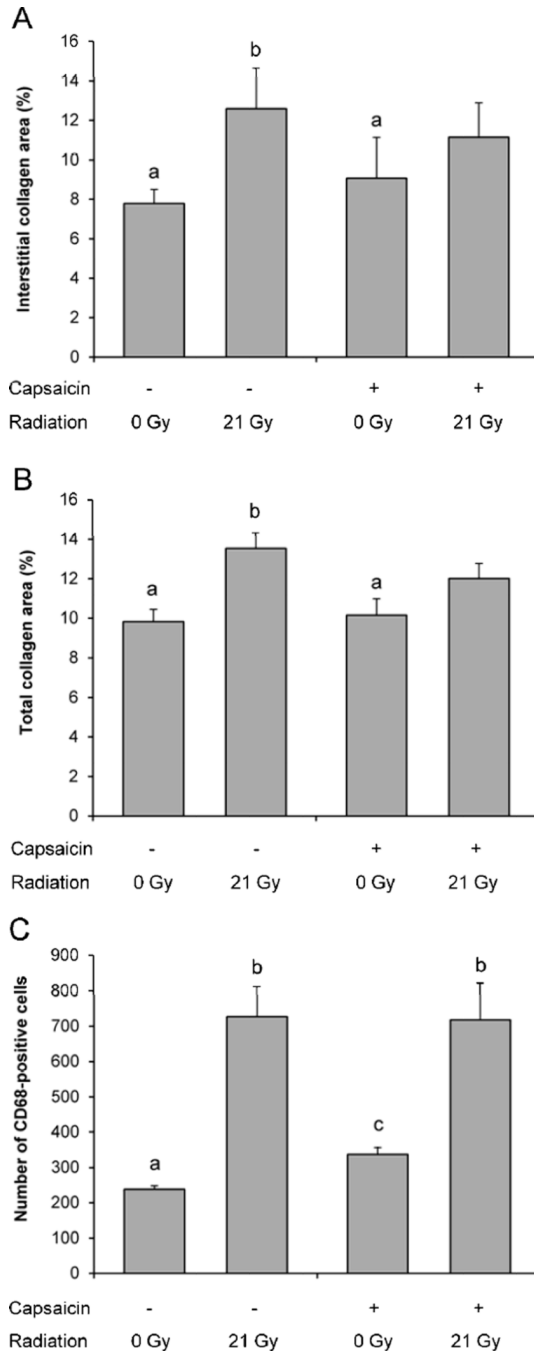 A
Interstitial collagen area (%)
16
14
12
10
8
6
4
2
0
a
b
a
Capsaicin - - + +
Radiation 0 Gy 21 Gy 0 Gy 21 Gy
B
Total collagen area (%)
16
14
12
10
8
6
4
2
0
a
b
a
Capsaicin - - + +
Radiation 0 Gy 21 Gy 0 Gy 21 Gy
C
Number of CD68-positive cells
900
800
700
600
500
400
300
200
100
0
a
b
c
b
Capsaicin - - + +
Radiation 0 Gy 21 Gy 0 Gy 21 Gy